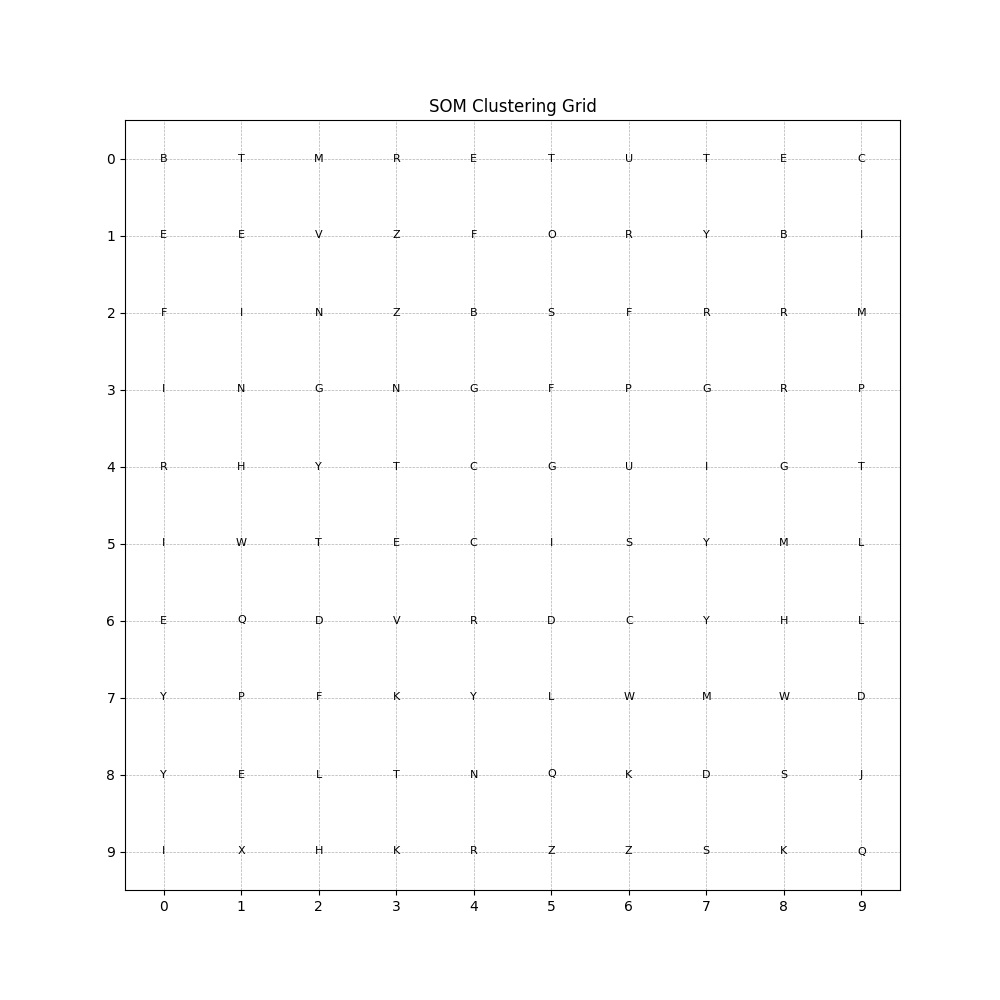 SOM Clustering Grid
0 B T M R E T U T E C
1 E E V Z F O R Y B I
2 F I N Z B S F R R M
3 I N G N G F P G R P
4 R H Y T C G U I G T
5 I W T E C I S Y M L
6 E Q D V R D C Y H L
7 Y P F K Y L W M W D
8 Y E L T N Q K D S J
9 I X H K R Z Z S K Q
0 1 2 3 4 5 6 7 8 9